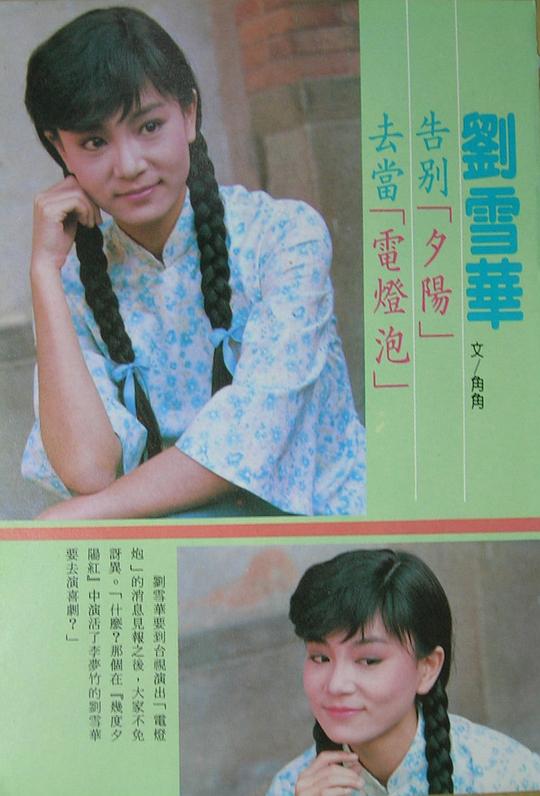 劉雪華
告別「夕陽」
去當「電燈泡」
文/角角
劉雪華要到台視演出「電燈
炮」的消息見報之後，大家不免
訝異。「什麼？那個在『幾度夕
陽紅』中演活了李夢竹的劉雪華
要去演喜劇？」